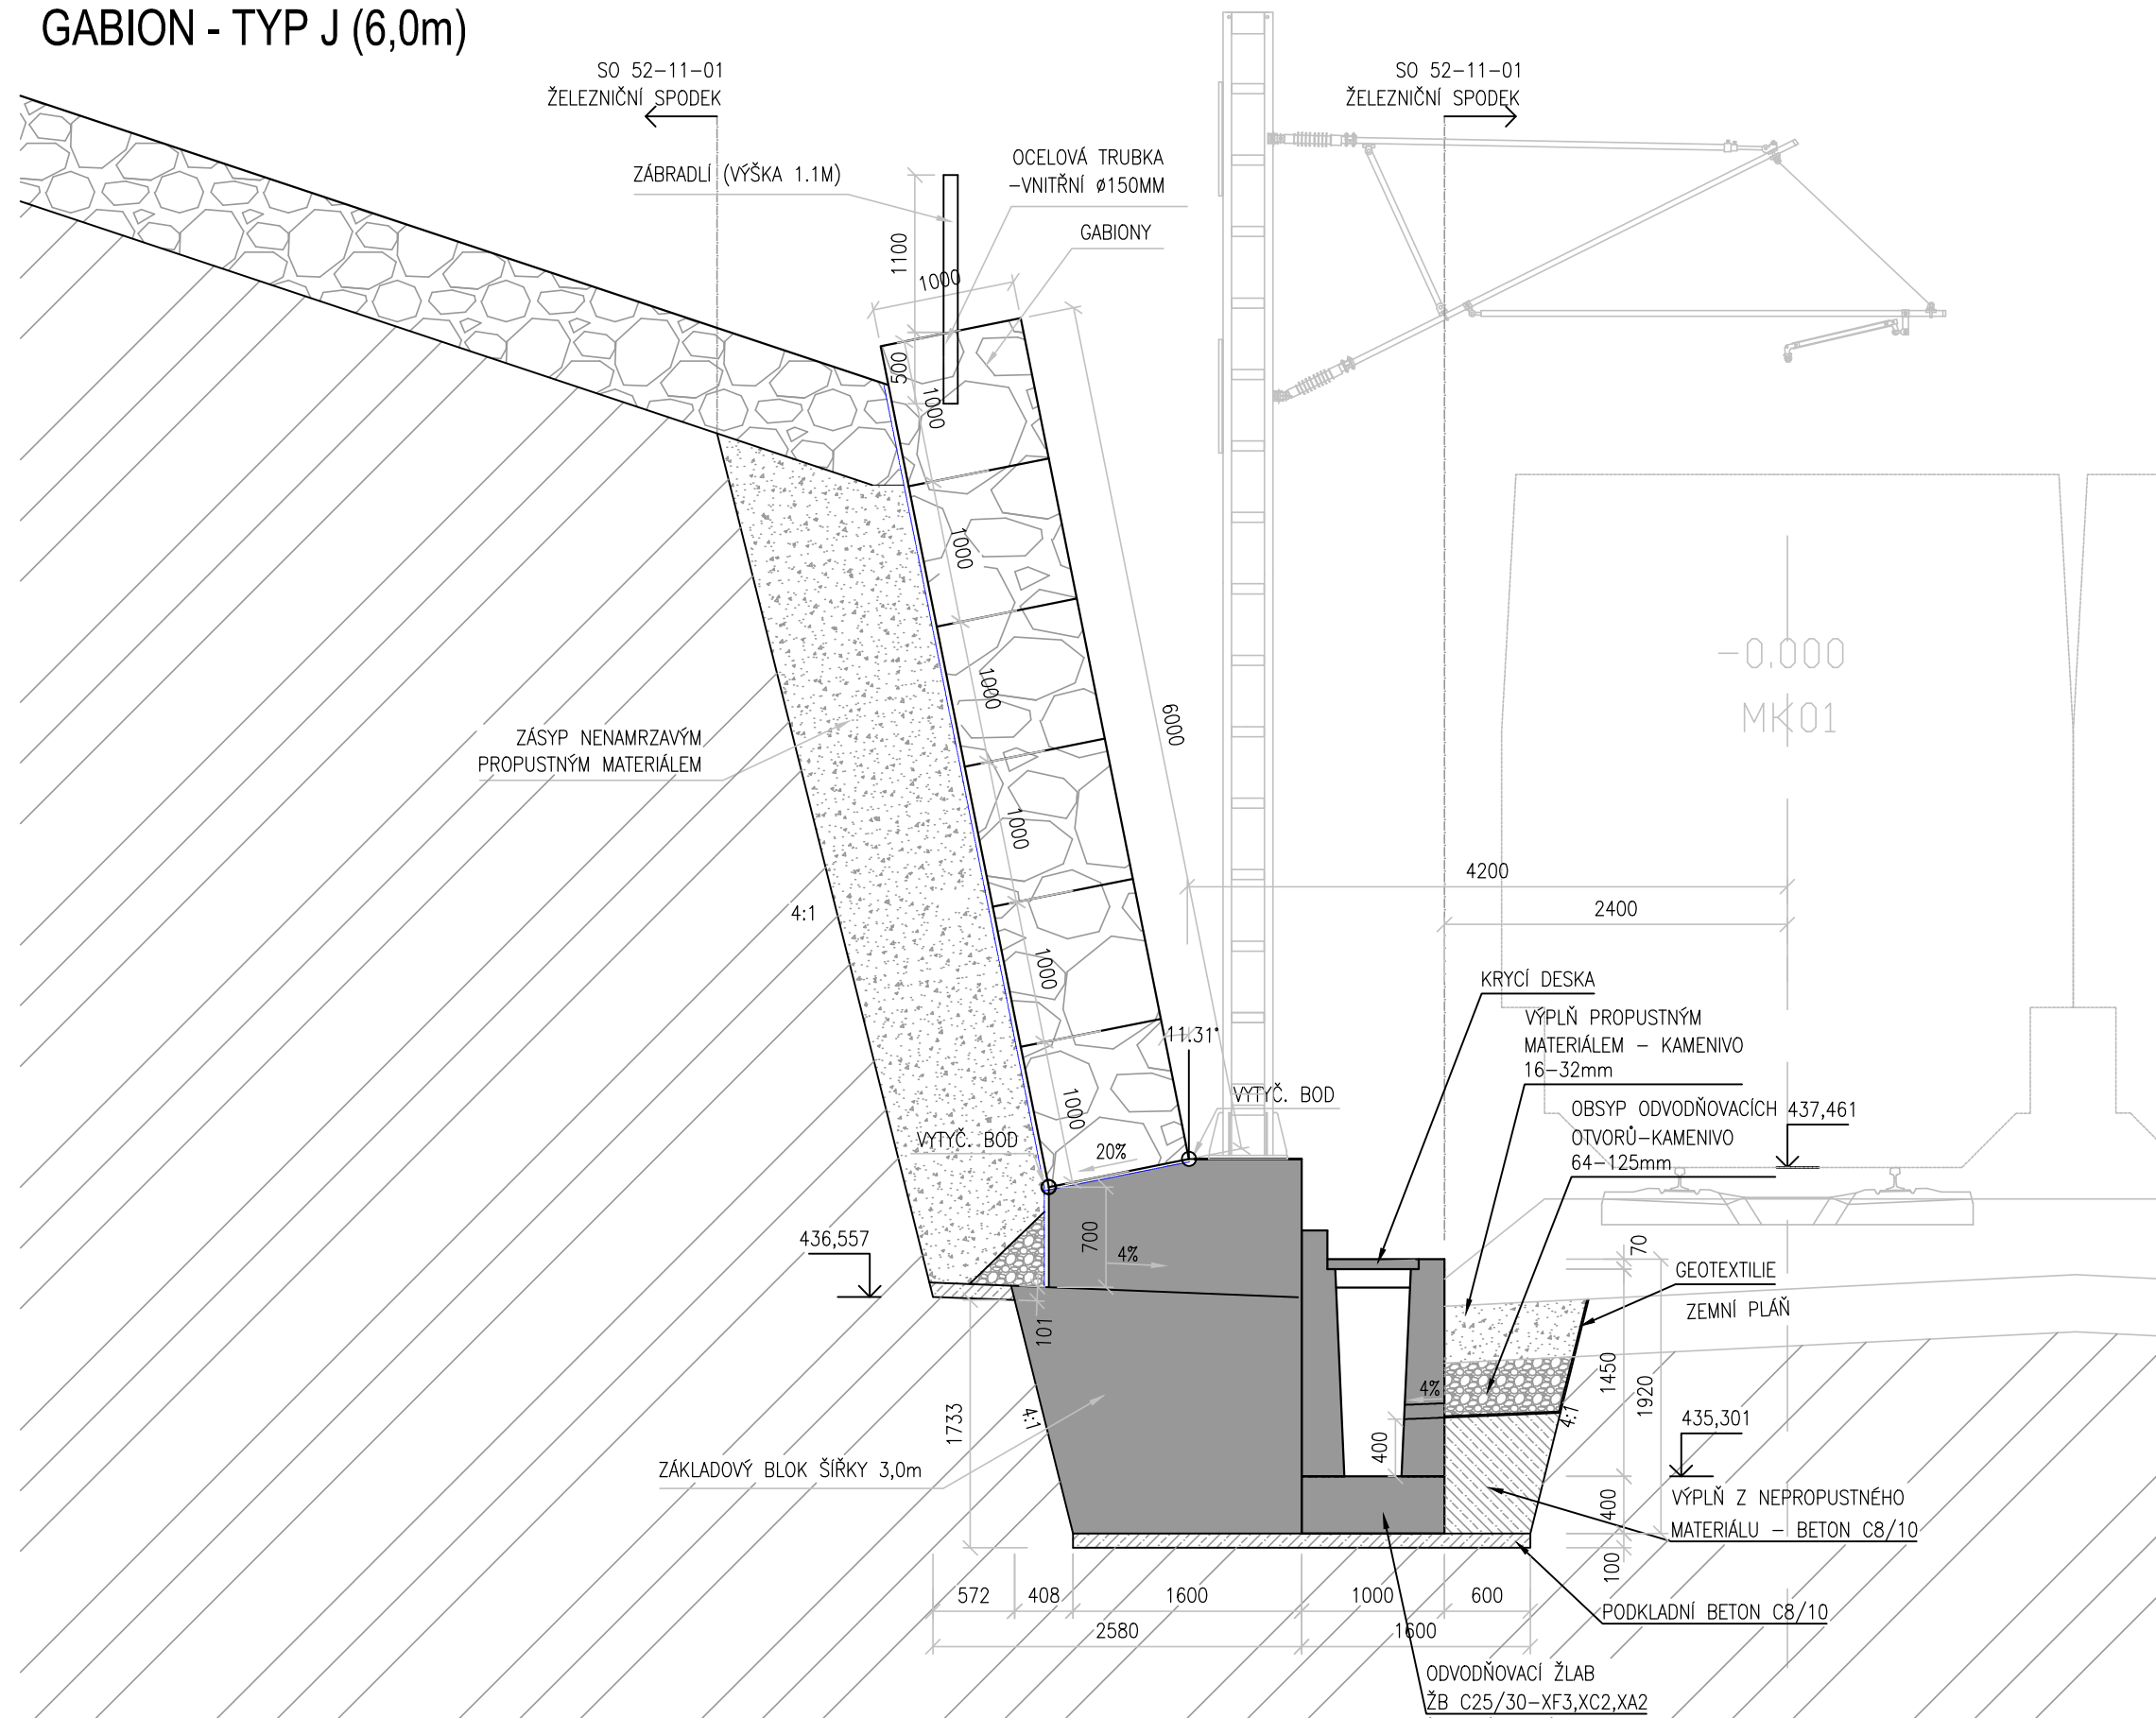 GABION - TYP J (6,0m)
SO 52-11-01
ŽELEZNIČNÍ SPODEK
SO 52-11-01
ŽELEZNIČNÍ SPODEK
ZÁBRADLÍ (VÝŠKA 1.1M)
OCELOVÁ TRUBKA
-VNITŘNÍ ø150MM
GABIONY
1100
1000
500
1000
1000
1000
1000
1000
1000
6000
-0.000
MK01
ZÁSYP NENAMRZAVÝM
PROPUSTNÝM MATERIÁLEM
4:1
4200
2400
KRYCÍ DESKA
VÝPLŇ PROPUSTNÝM
MATERIÁLEM - KAMENIVO
16-32mm
11.31°
VYTYČ. BOD
OBSYP ODVODŇOVACÍCH
OTVORŮ-KAMENIVO
64-125mm
437,461
VYTYČ. BOD
20%
436,557
700
4%
101
70
GEOTEXTILIE
ZEMNÍ PLÁŇ
1450
1920
4%
4:1
4:1
1733
400
435,301
ZÁKLADOVÝ BLOK ŠÍŘKY 3,0m
400
VÝPLŇ Z NEPROPUSTNÉHO
MATERIÁLU - BETON C8/10
100
572
408
1600
1000
600
PODKLADNÍ BETON C8/10
2580
1600
ODVODŇOVACÍ ŽLAB
ŽB C25/30-XF3,XC2,XA2